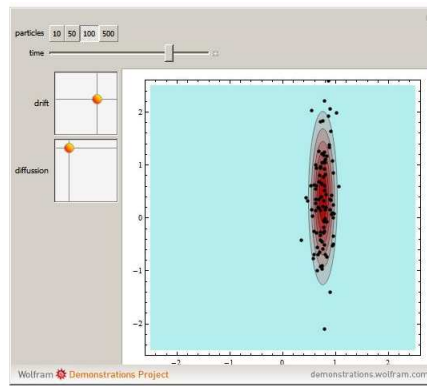 particles 10 50 100 500
time
drift
diffussion
2
1
0
−1
−2
−2 −1 0 1 2
Wolfram Demonstrations Project demonstrations.wolfram.com